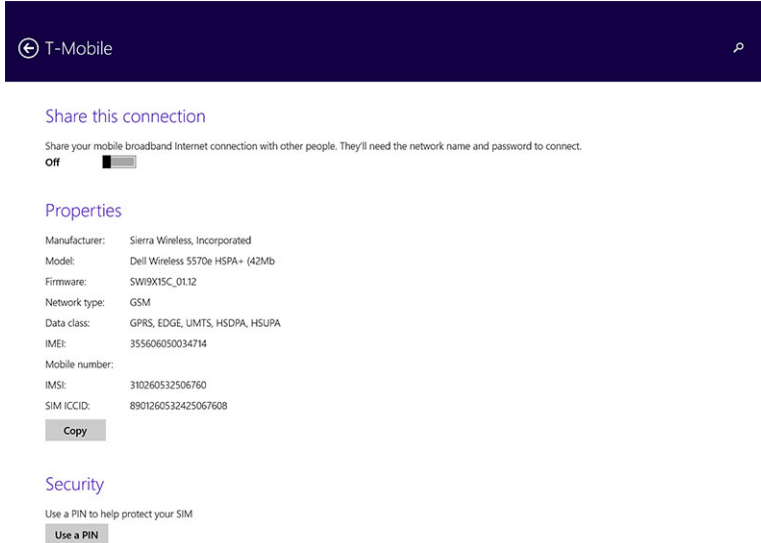 T-Mobile
Share this connection
Share your mobile broadband Internet connection with other people. They'll need the network name and password to connect.
Off
Properties
Manufacturer: Sierra Wireless, Incorporated
Model: Dell Wireless 5570e HSPA+ (42Mb
Firmware: SWI9X15C_01.12
Network type: GSM
Data class: GPRS, EDGE, UMTS, HSDPA, HSUPA
IMEI: 355606050034714
Mobile number:
IMSI: 310260532506760
SIM ICCID: 8901260532425067608
Copy
Security
Use a PIN to help protect your SIM
Use a PIN